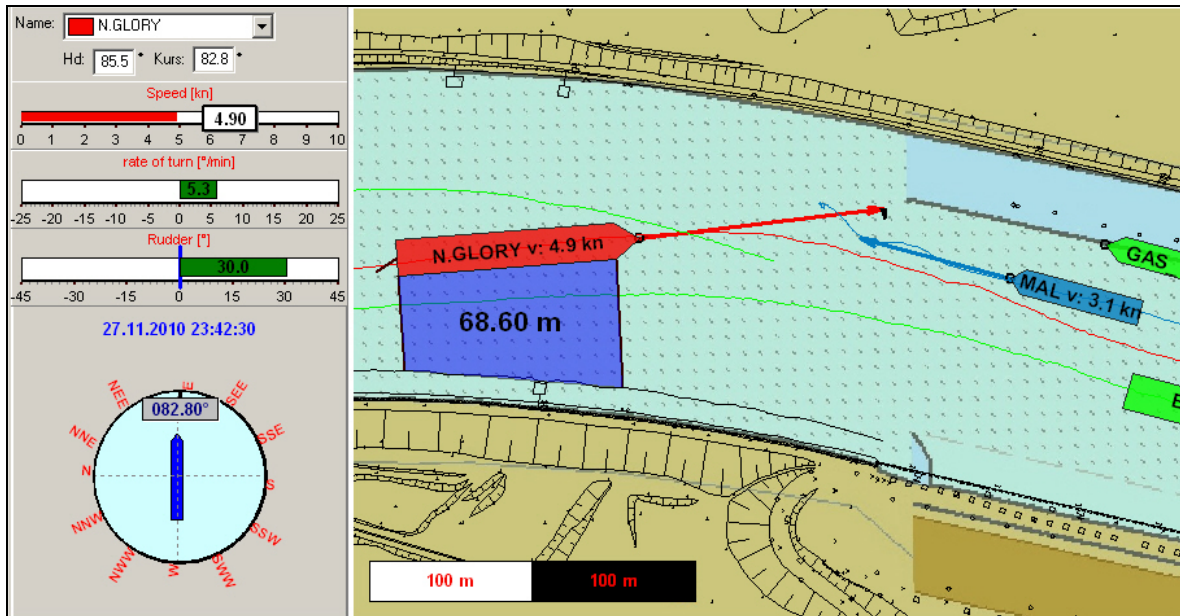 Name: N.GLORY
Hd: 85.5 ° Kurs: 82.8 °
Speed [kn]
4.90
0 1 2 3 4 5 6 7 8 9 10
rate of turn [°/min]
5.3
-25 -20 -15 -10 -5 0 5 10 15 20 25
Rudder [°]
30.0
-45 -30 -15 0 15 30 45
27.11.2010 23:42:30
082.80°
E
SEE
SSE
S
SSW
SWW
W
NWW
NNW
N
NNE
NEE
N.GLORY v: 4.9 kn
68.60 m
GAS
MAL v: 3.1 kn
E
100 m 100 m